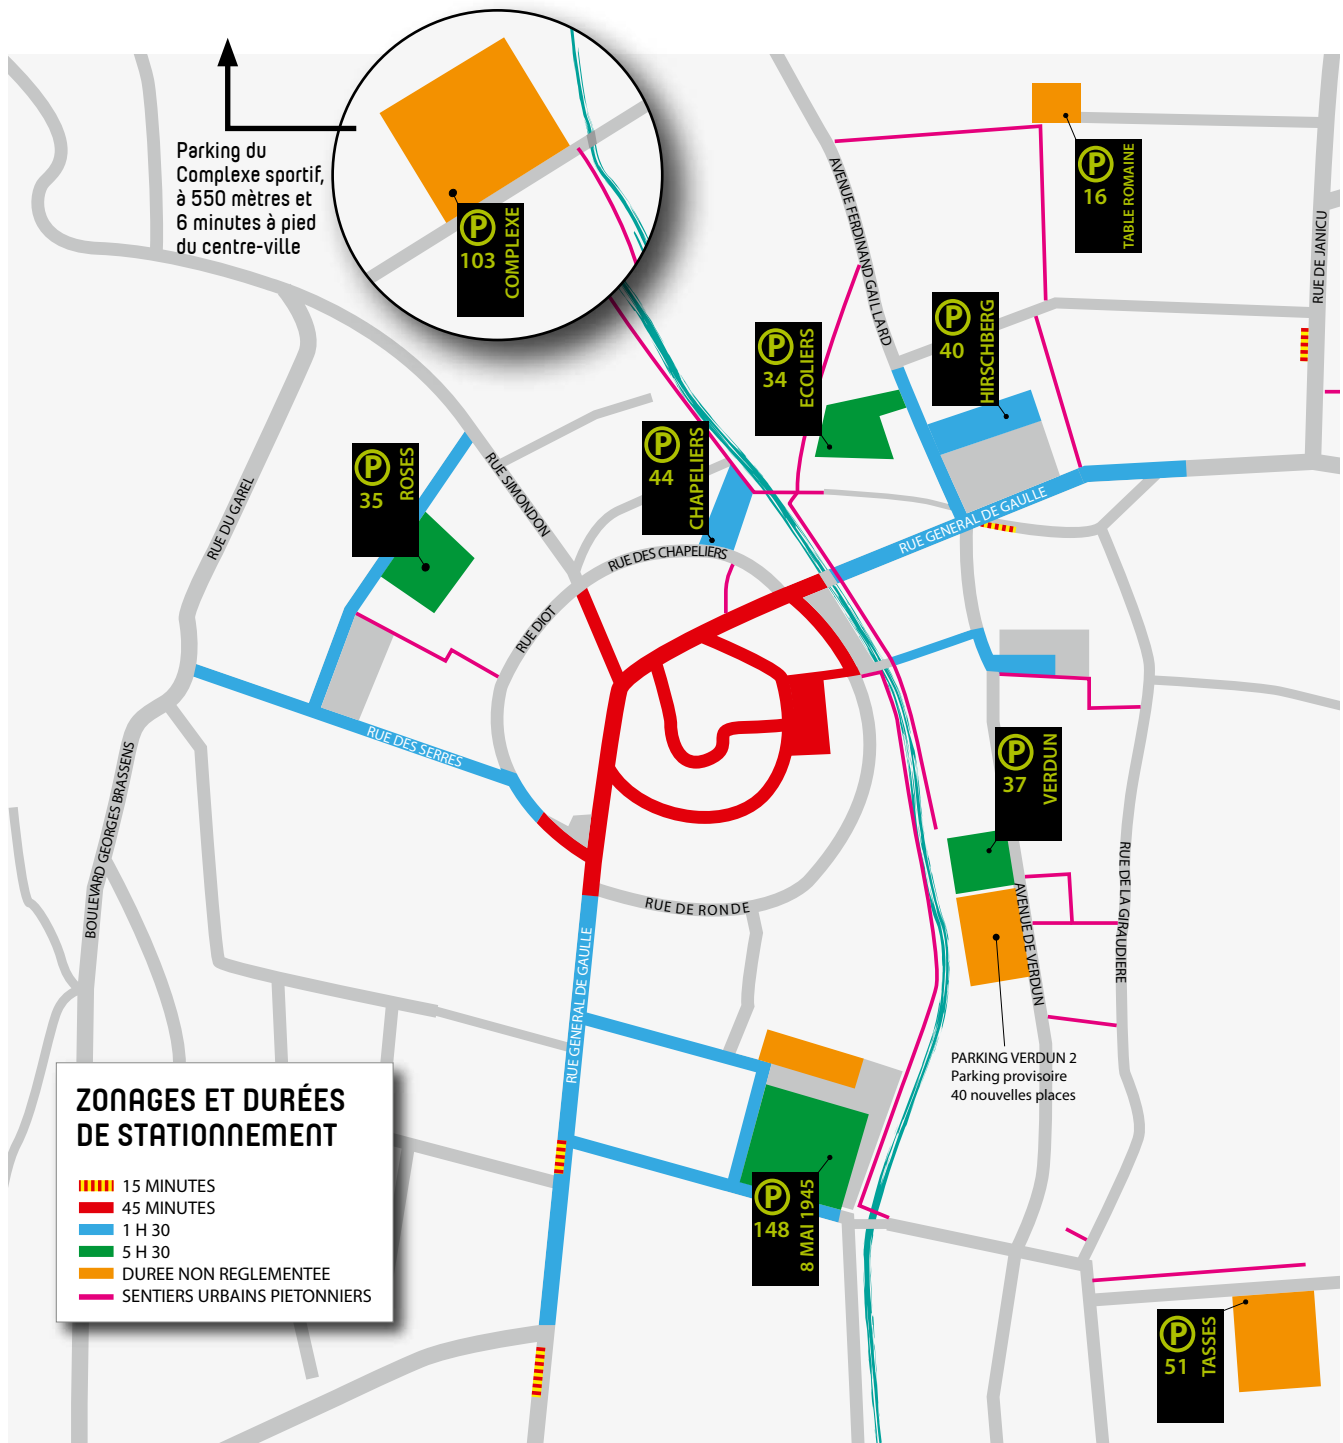 Parking du
Complexe sportif,
à 550 mètres et
6 minutes à pied
du centre-ville
P
103
COMPLEXE
P
16
TABLE ROMAINE
AVENUE FERDINAND GAILLARD
RUE DE JANICU
P
40
HIRSCHBERG
P
34
ECOLIERS
P
44
CHAPELIERS
P
35
ROSES
RUE SIMONDON
RUE DU GAREL
RUE GENERAL DE GAULLE
RUE DES CHAPELIERS
RUE DIOT
RUE DES SERRES
BOULEVARD GEORGES BRASSENS
P
37
VERDUN
RUE DE RONDE
AVENUE DE VERDUN
RUE DE LA GIRAUDIERE
RUE GENERAL DE GAULLE
PARKING VERDUN 2
Parking provisoire
40 nouvelles places
P
148
8 MAI 1945
P
51
TASSES
ZONAGES ET DURÉES
DE STATIONNEMENT
15 MINUTES
45 MINUTES
1 H 30
5 H 30
DUREE NON REGLEMENTEE
SENTIERS URBAINS PIETONNIERS